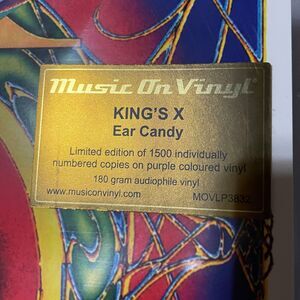 Music On Vinyl®
KING'S X
Ear Candy
Limited edition of 1500 individually
numbered copies on purple coloured vinyl
180 gram audiophile vinyl
www.musiconvinyl.com MOVLP3832